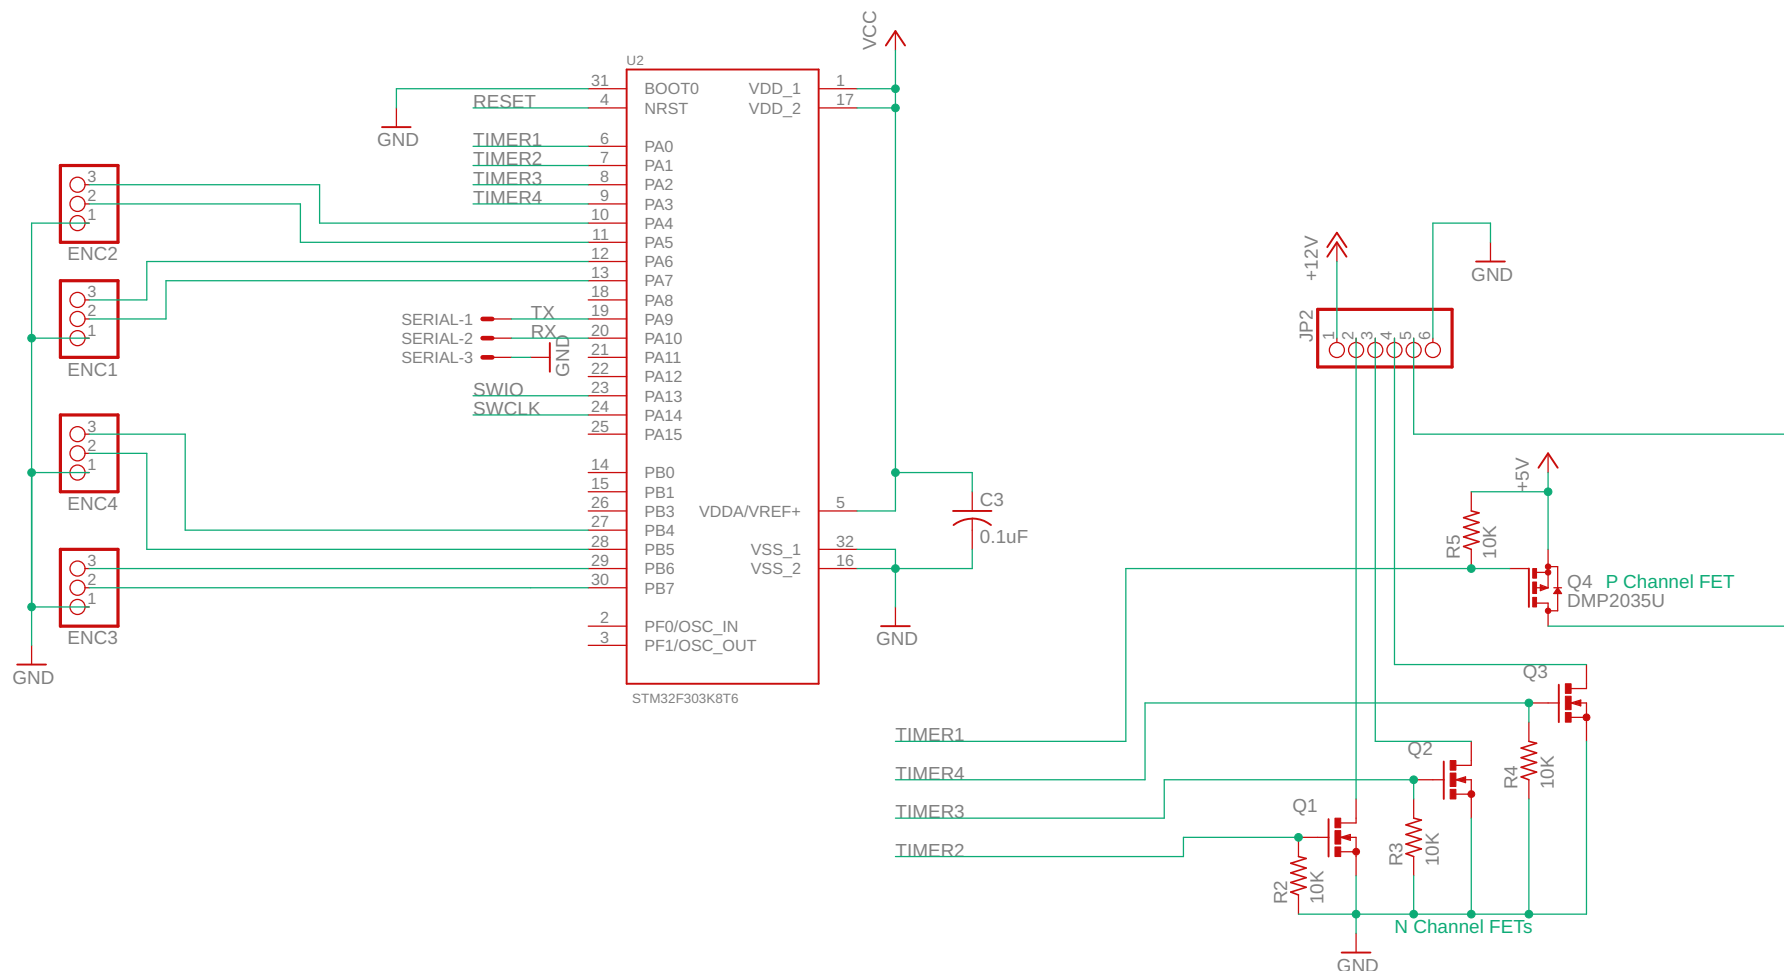 VCC
U2
31 BOOT0 VDD_1 1
RESET 4 NRST VDD_2 17
GND
TIMER1 6 PA0
TIMER2 7 PA1
TIMER3 8 PA2
TIMER4 9 PA3
10 PA4
11 PA5
12 PA6
13 PA7
18 PA8
SERIAL-1 TX 19 PA9
SERIAL-2 RX 20 PA10
SERIAL-3 GND 21 PA11
22 PA12
SWIO 23 PA13
SWCLK 24 PA14
25 PA15
14 PB0
15 PB1
26 PB3 VDDA/VREF+ 5
27 PB4
28 PB5 VSS_1 32
29 PB6 VSS_2 16
30 PB7
2 PF0/OSC_IN
3 PF1/OSC_OUT
STM32F303K8T6
3
2
1
ENC2
3
2
1
ENC1
3
2
1
ENC4
3
2
1
ENC3
GND
C3
0.1uF
GND
+12V
GND
JP2
1 2 3 4 5 6
+5V
R5
10K
Q4 P Channel FET
DMP2035U
Q3
R4
10K
Q2
R3
10K
Q1
R2
10K
TIMER1
TIMER4
TIMER3
TIMER2
N Channel FETs
GND